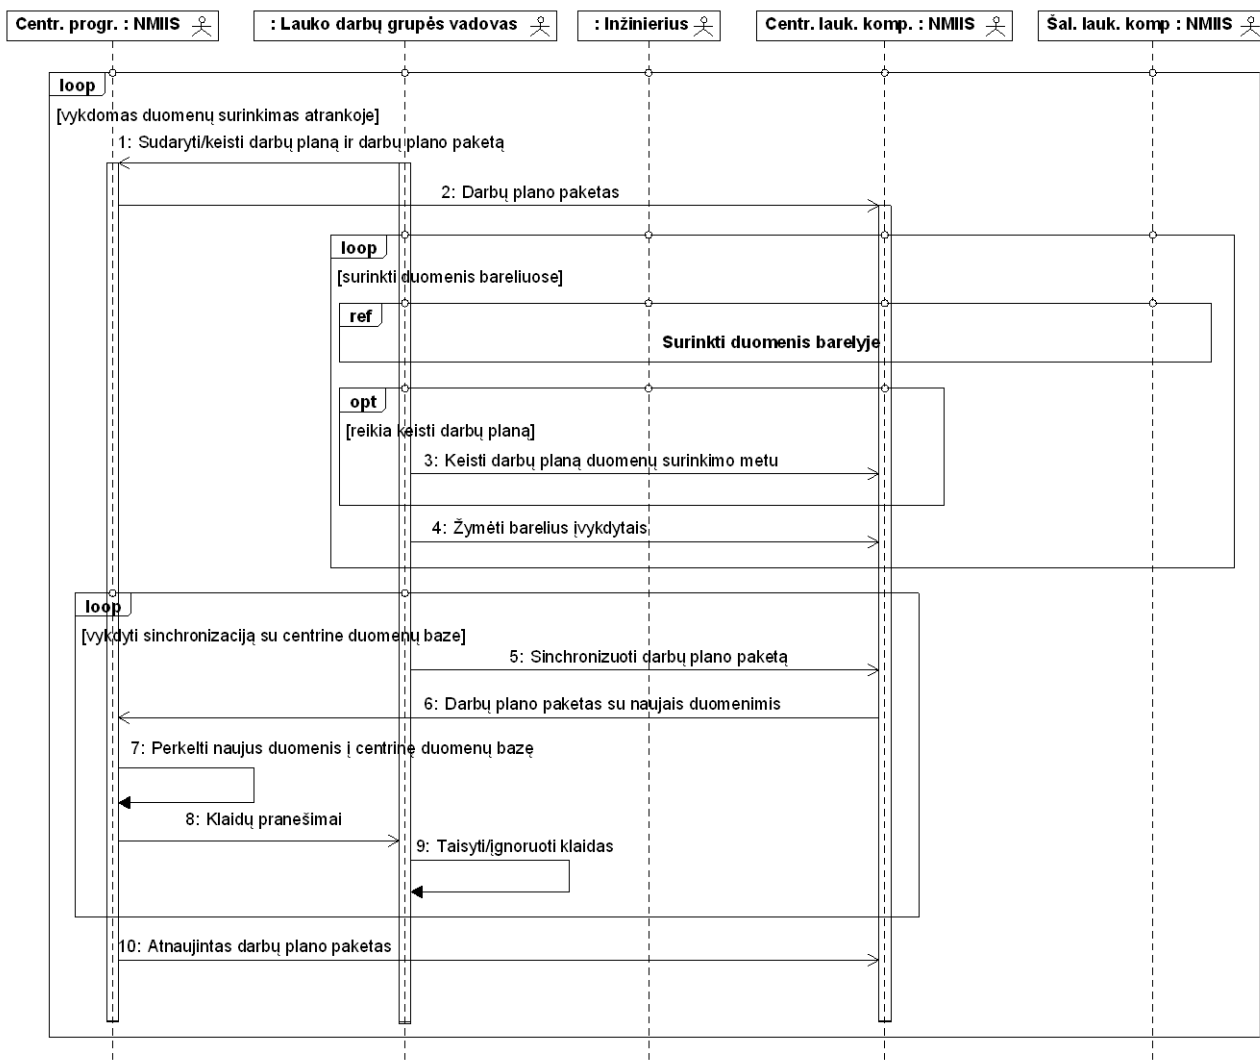 Centr. progr. : NMIIS
: Lauko darbų grupės vadovas
: Inžinierius
Centr. lauk. komp. : NMIIS
Šal. lauk. komp : NMIIS
loop
[vykdomas duomenų surinkimas atrankoje]
1: Sudaryti/keisti darbų planą ir darbų plano paketą
2: Darbų plano paketas
loop
[surinkti duomenis bareliuose]
ref
Surinkti duomenis barelyje
opt
[reikia keisti darbų planą]
3: Keisti darbų planą duomenų surinkimo metu
4: Žymėti barelius įvykdytais
loop
[vykdyti sinchronizaciją su centrine duomenų baze]
5: Sinchronizuoti darbų plano paketą
6: Darbų plano paketas su naujais duomenimis
7: Perkelti naujus duomenis į centrinę duomenų bazę
8: Klaidų pranešimai
9: Taisyti/ignoruoti klaidas
10: Atnaujintas darbų plano paketas